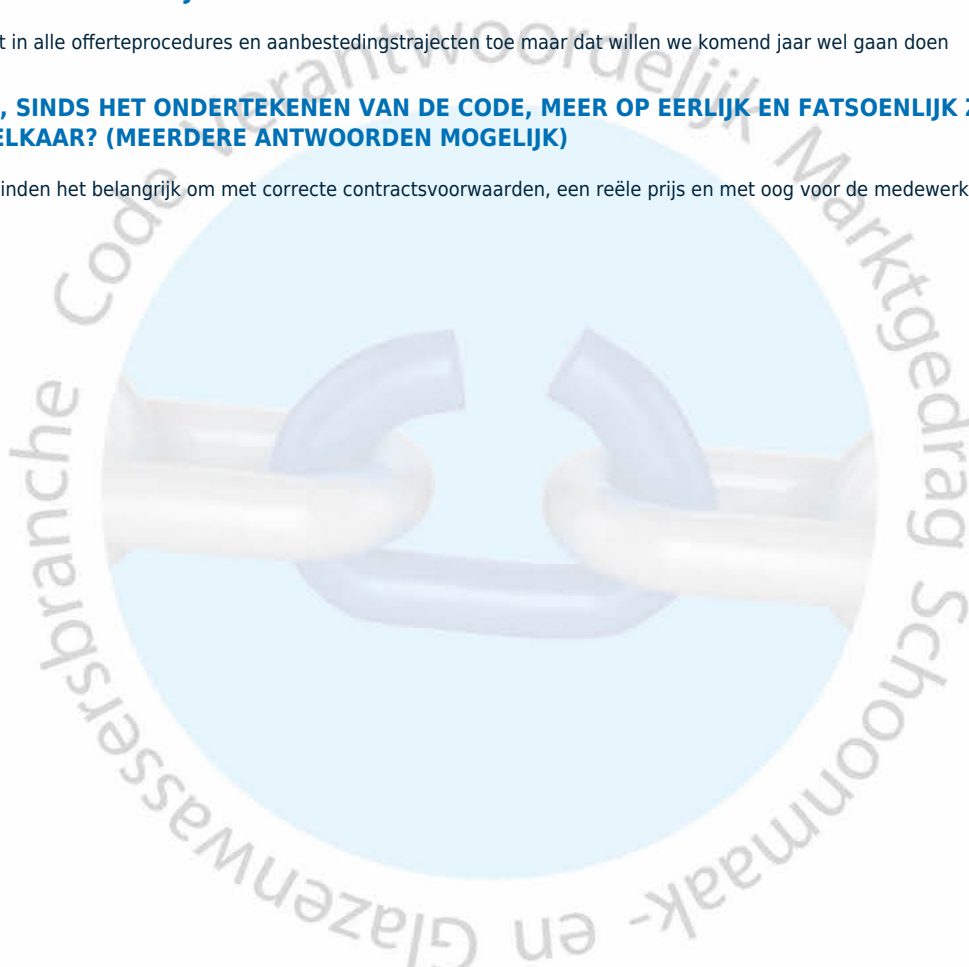 t in alle offerteprocedures en aanbestedingstrajecten toe maar dat willen we komend jaar wel gaan doen
, SINDS HET ONDERTEKENEN VAN DE CODE, MEER OP EERLIJK EN FATSOENLIJK
ELKAAR? (MEERDERE ANTWOORDEN MOGELIJK)
inden het belangrijk om met correcte contractsvoorwaarden, een reële prijs en met oog voor de medewerk
Code Verantwoordelijk Marktgedrag Schoonmaak- en Glazenwassersbranche